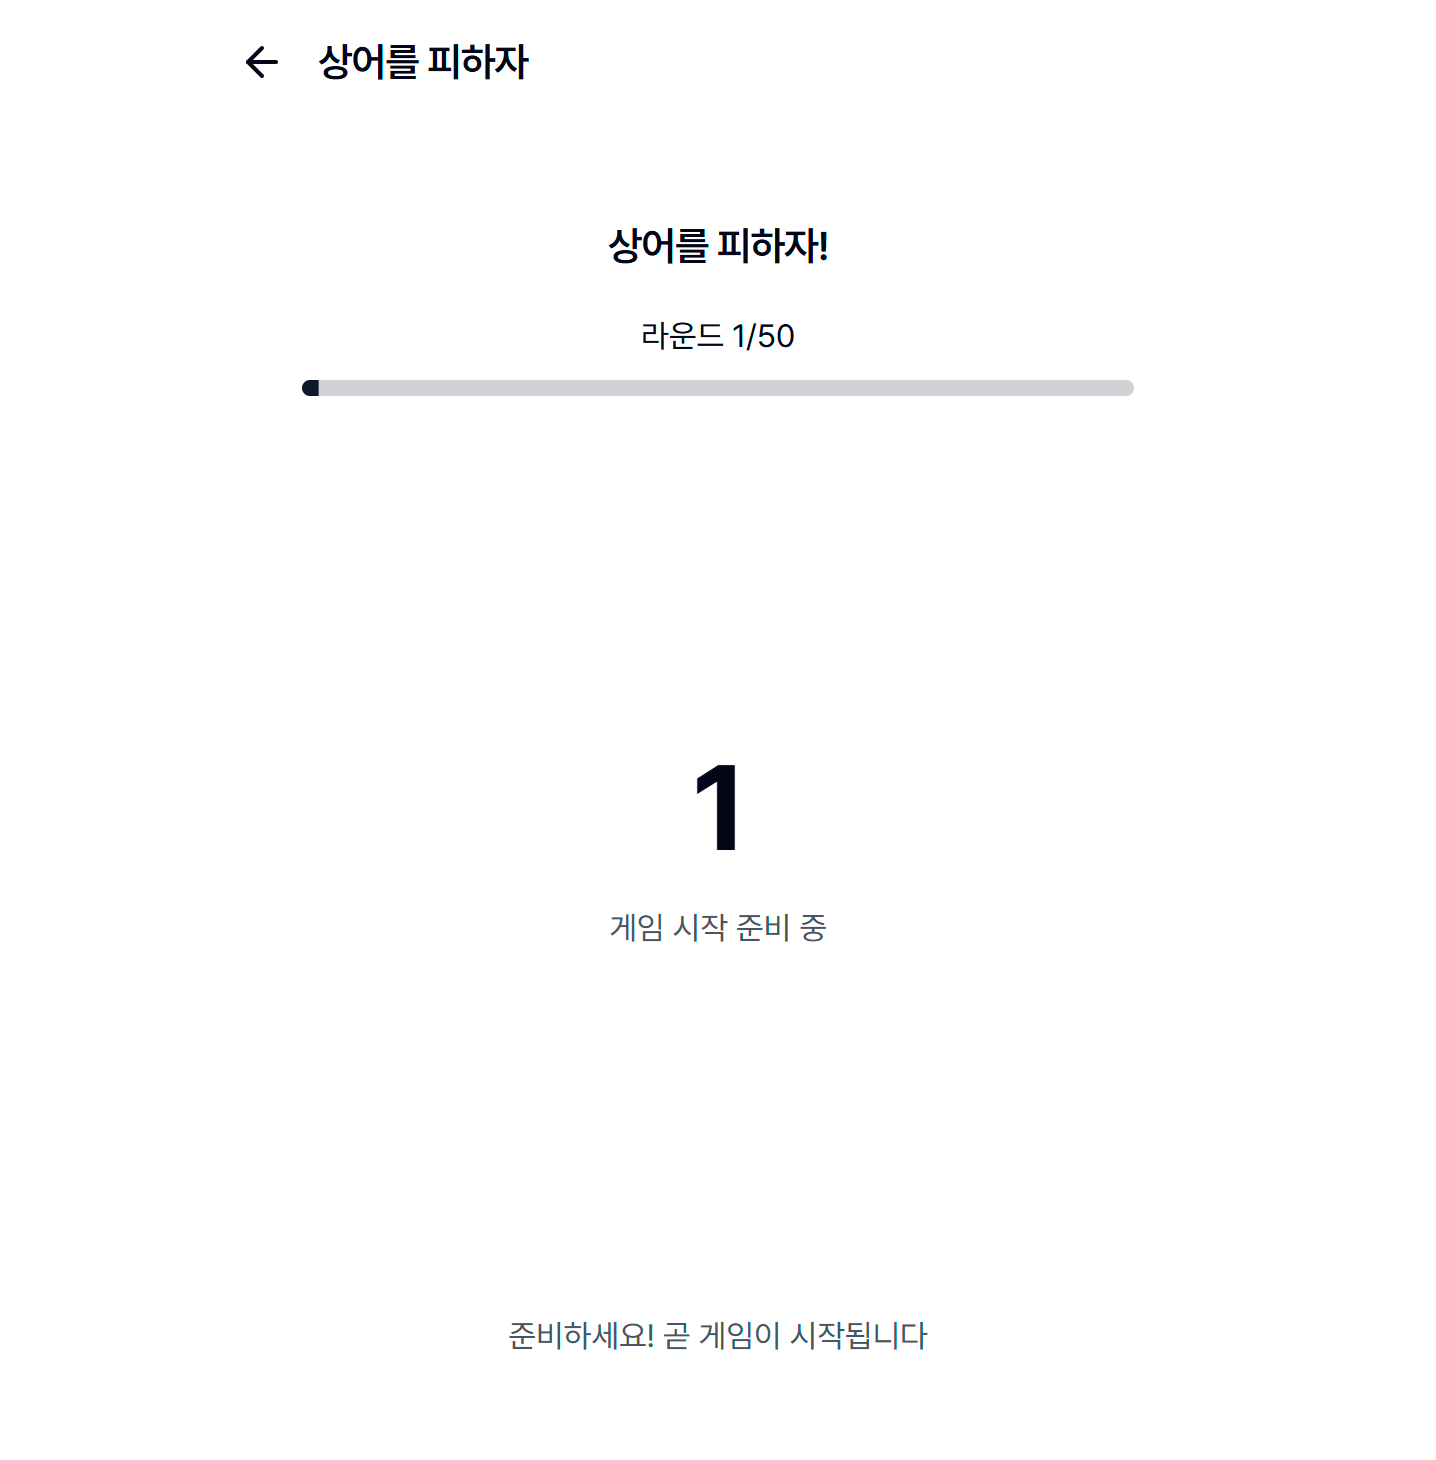 상어를 피하자
상어를 피하자!
라운드 1/50
1
게임 시작 준비 중
준비하세요! 곧 게임이 시작됩니다